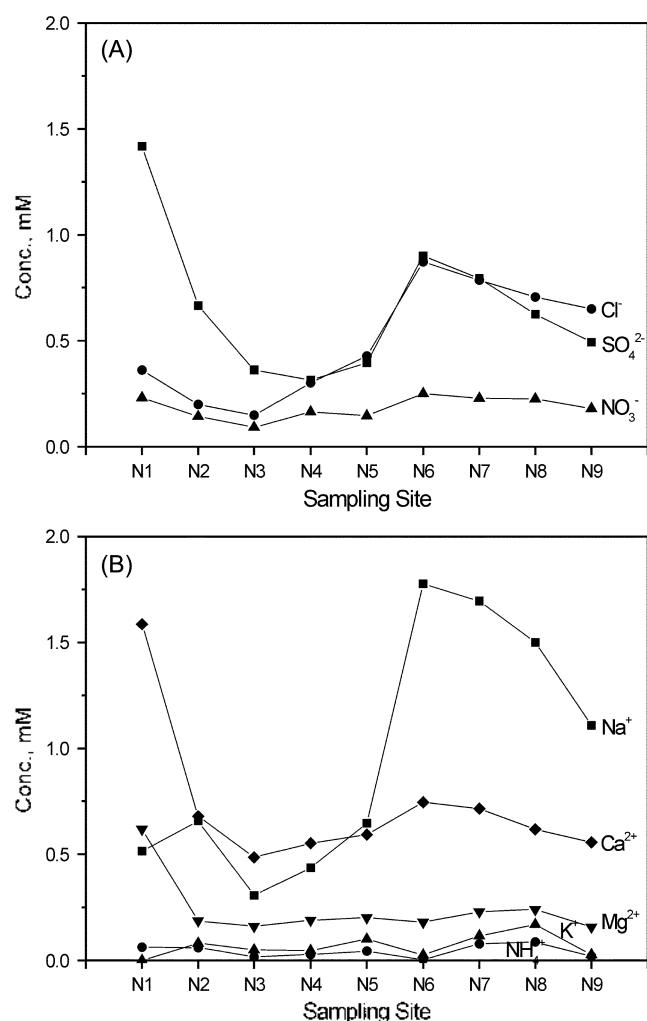 (A)
2.0
1.5
1.0
0.5
0.0
Conc., mM
Cl⁻
SO₄²⁻
NO₃⁻
N1 N2 N3 N4 N5 N6 N7 N8 N9
Sampling Site
(B)
2.0
1.5
1.0
0.5
0.0
Conc., mM
Na⁺
Ca²⁺
Mg²⁺
K⁺
NH₄⁺
N1 N2 N3 N4 N5 N6 N7 N8 N9
Sampling Site